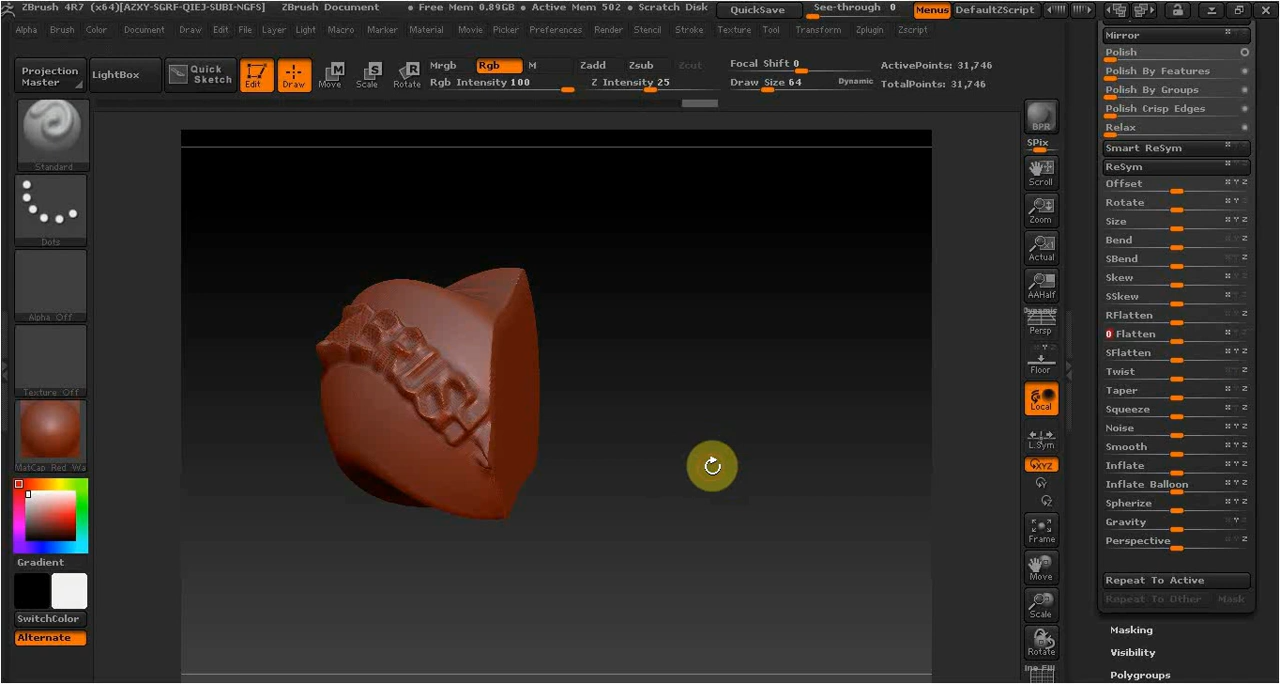 ZBrush 4R7 (x64)[AZXY-SGRF-QIEJ-SUBI-NGFS] ZBrush Document • Free Mem 0.89GB • Active Mem 502 • Scratch Disk QuickSave See-through 0 Menus DefaultZScript
Alpha Brush Color Document Draw Edit File Layer Light Macro Marker Material Movie Picker Preferences Render Stencil Stroke Texture Tool Transform Zplugin Zscript
Projection Master
LightBox
Quick Sketch
Edit
Draw
Move
Scale
Rotate
Mrgb Rgb M
Rgb Intensity 100
Zadd Zsub Zcut
Z Intensity 25
Focal Shift 0
Draw Size 64 Dynamic
ActivePoints: 31,746
TotalPoints: 31,746
Standard
Dots
Alpha Off
Texture Off
MatCap Red Wa
Gradient
SwitchColor
Alternate
BPR
SPix
Scroll
Zoom
Actual
AAHalf
Dynamic
Persp
Floor
Local
L.Sym
XYZ
Y
Z
Frame
Move
Scale
Rotate
Line Fill
Mirror
Polish
Polish By Features
Polish By Groups
Polish Crisp Edges
Relax
Smart ReSym
ReSym
Offset
Rotate
Size
Bend
SBend
Skew
SSkew
RFlatten
0 Flatten
SFlatten
Twist
Taper
Squeeze
Noise
Smooth
Inflate
Inflate Balloon
Spherize
Gravity
Perspective
Repeat To Active
Repeat To Other Mask
Masking
Visibility
Polygroups